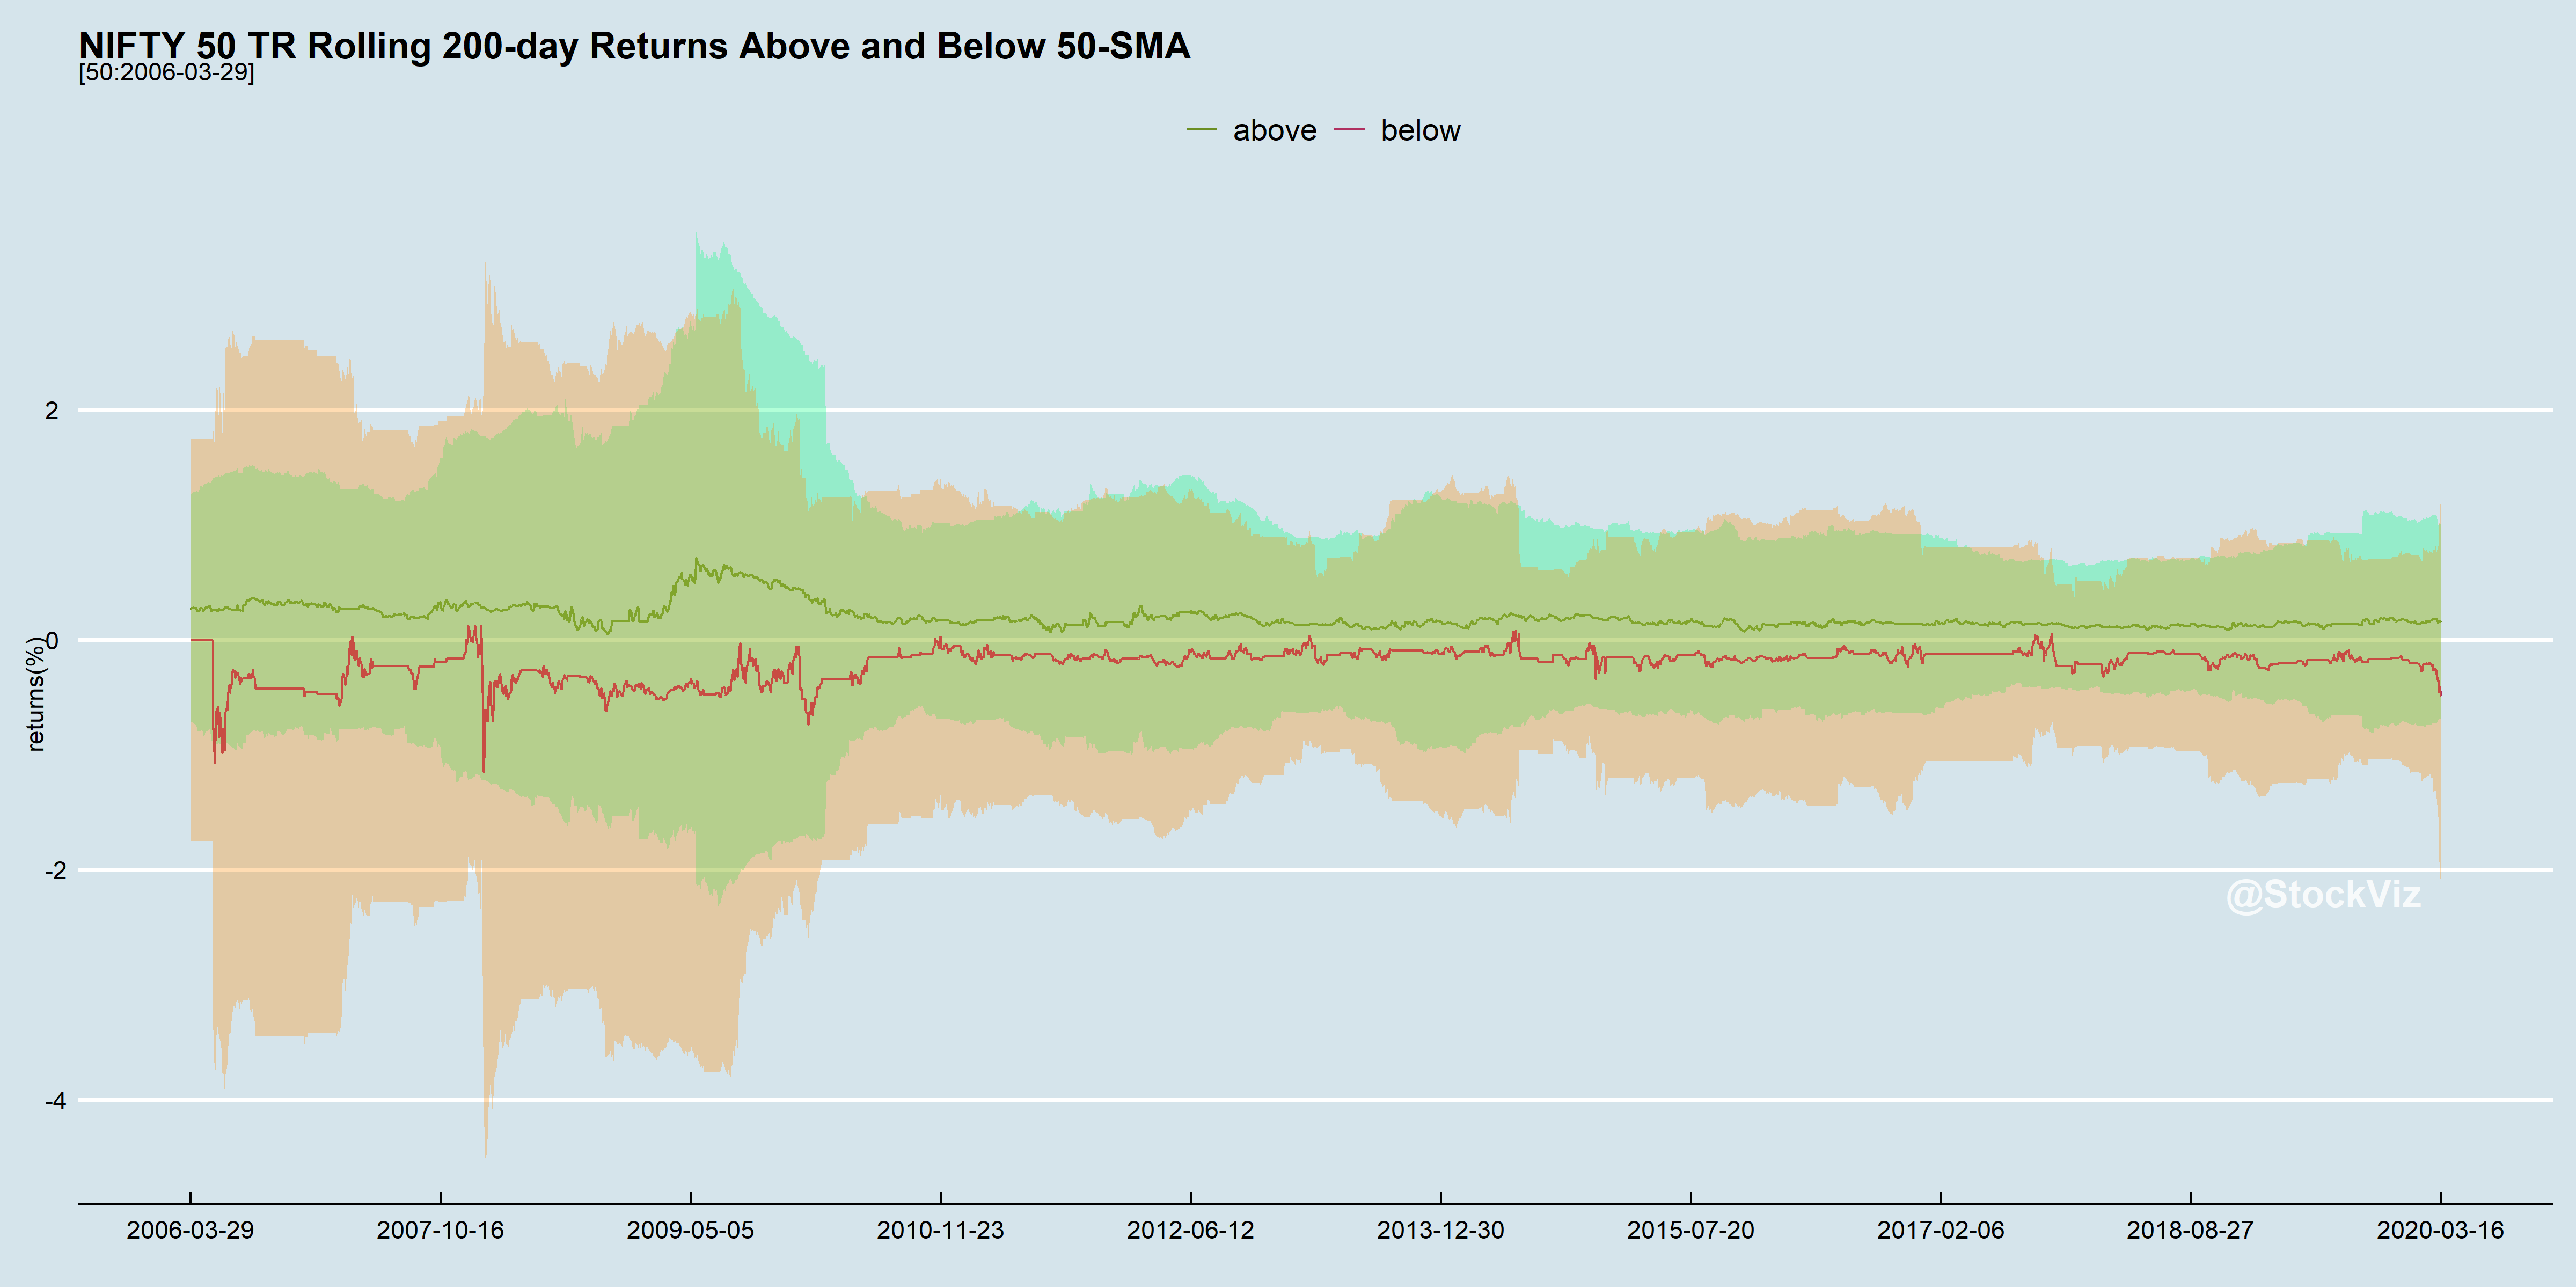 NIFTY 50 TR Rolling 200-day Returns Above and Below 50-SMA
[50:2006-03-29]
above below
2
0
-2
-4
returns(%)
@StockViz
2006-03-29 2007-10-16 2009-05-05 2010-11-23 2012-06-12 2013-12-30 2015-07-20 2017-02-06 2018-08-27 2020-03-16